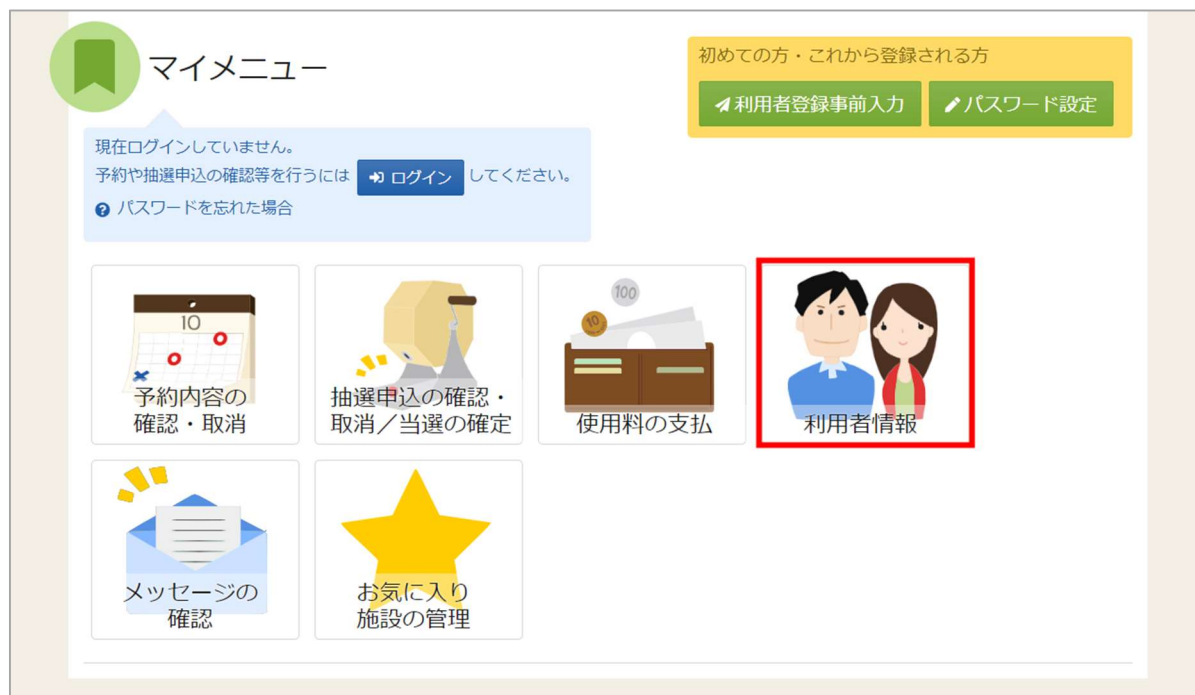 マイメニュー
初めての方・これから登録される方
利用者登録事前入力
パスワード設定
現在ログインしていません。
予約や抽選申込の確認等を行うには ログイン してください。
パスワードを忘れた場合
10
予約内容の
確認・取消
抽選申込の確認・
取消／当選の確定
100
10
使用料の支払
利用者情報
メッセージの
確認
お気に入り
施設の管理